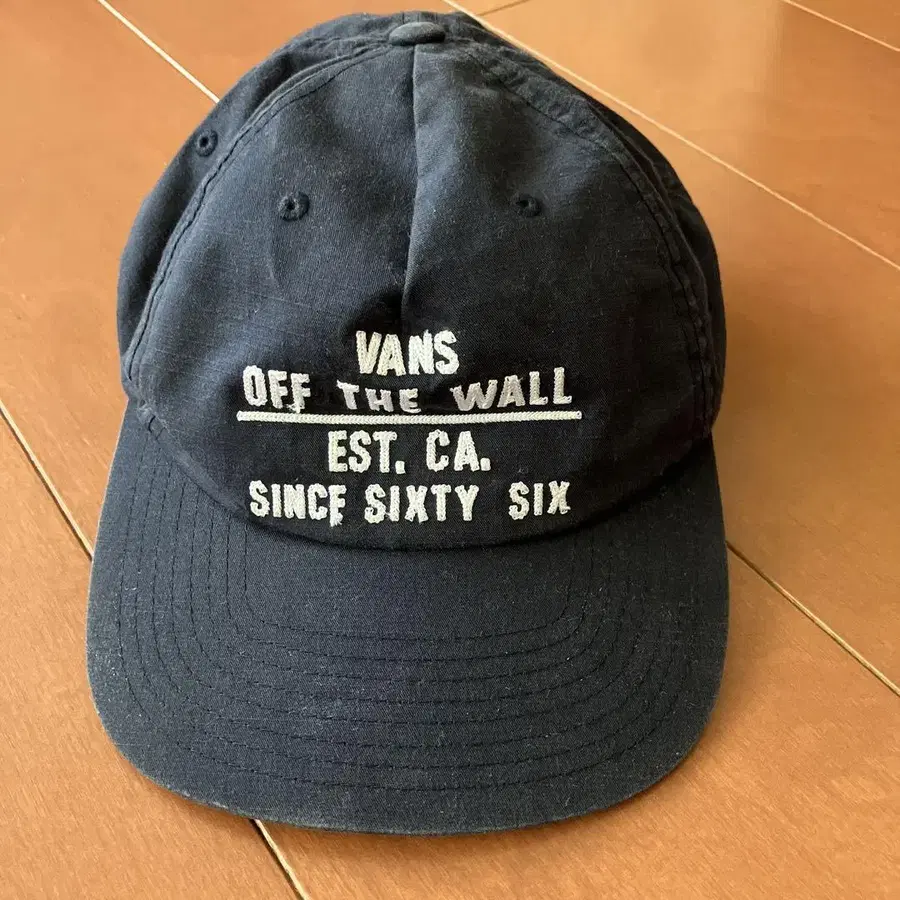 VANS
OFF THE WALL
EST. CA.
SINCE SIXTY SIX